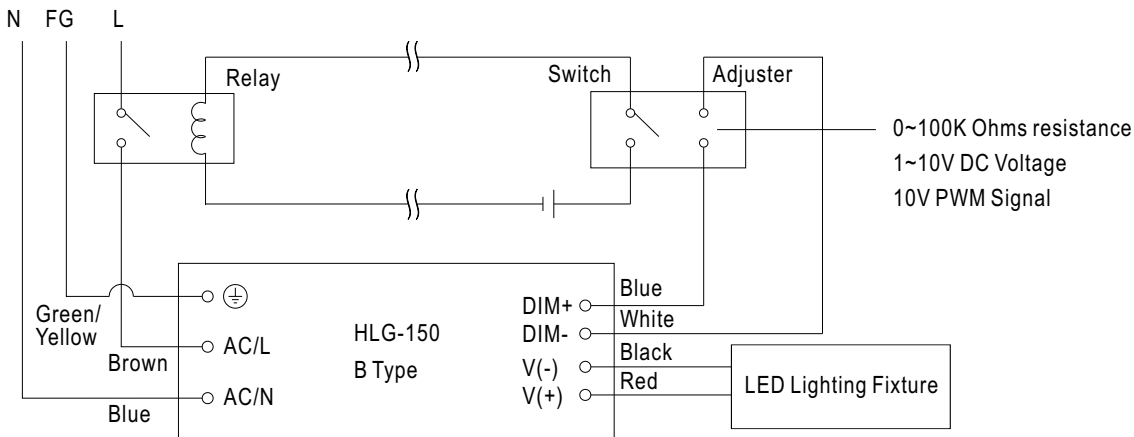 N FG L
Relay
Switch
Adjuster
0~100K Ohms resistance
1~10V DC Voltage
10V PWM Signal
Green/
Yellow
Brown
Blue
AC/L
AC/N
HLG-150
B Type
DIM+
DIM-
V(-)
V(+)
Blue
White
Black
Red
LED Lighting Fixture